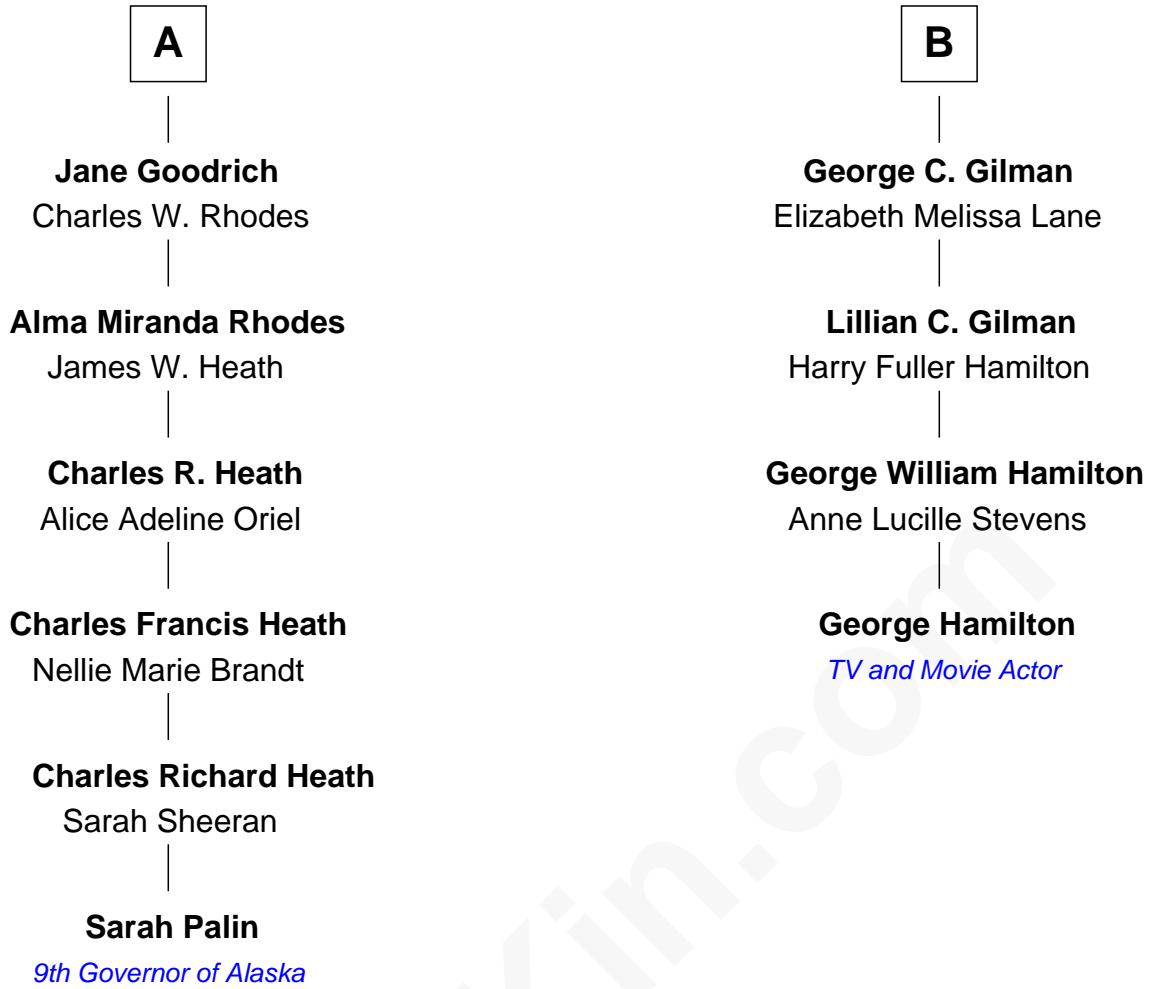 A
Jane Goodrich
Charles W. Rhodes
Alma Miranda Rhodes
James W. Heath
Charles R. Heath
Alice Adeline Oriel
Charles Francis Heath
Nellie Marie Brandt
Charles Richard Heath
Sarah Sheeran
Sarah Palin
9th Governor of Alaska
B
George C. Gilman
Elizabeth Melissa Lane
Lillian C. Gilman
Harry Fuller Hamilton
George William Hamilton
Anne Lucille Stevens
George Hamilton
TV and Movie Actor
Kin.com